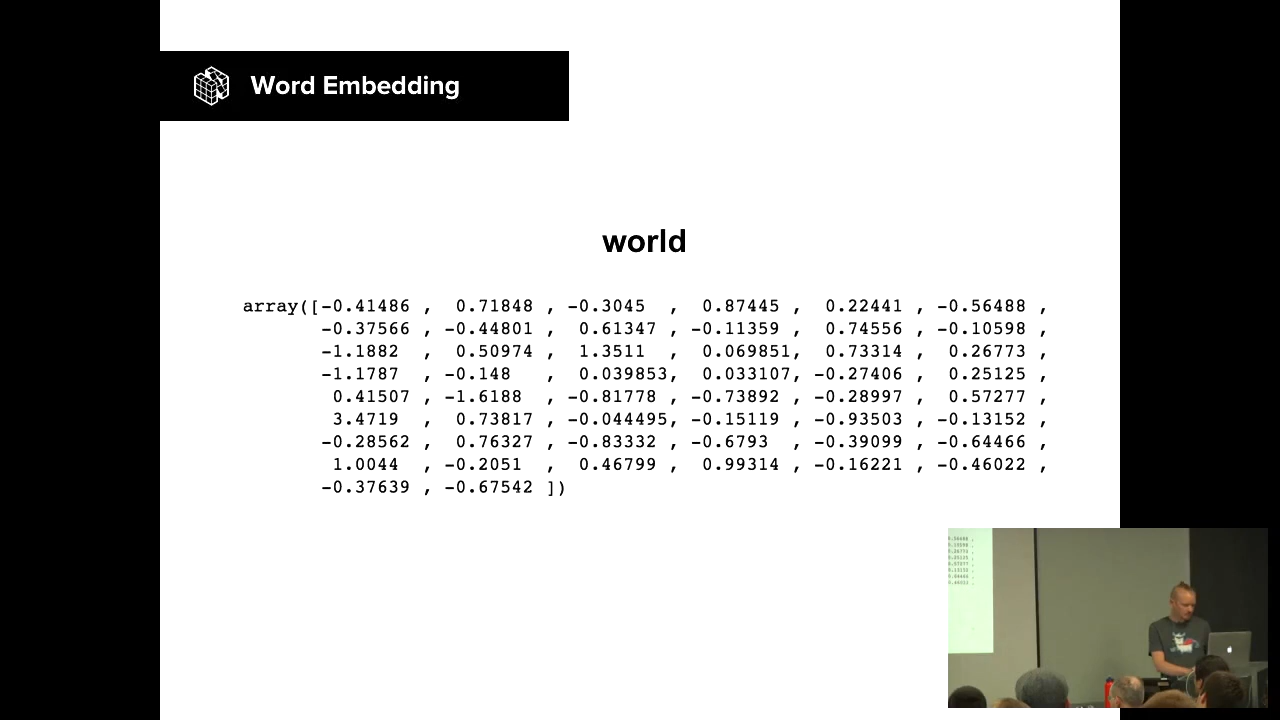 Word Embedding
world
array([-0.41486 , 0.71848 , -0.3045 , 0.87445 , 0.22441 , -0.56488 ,
-0.37566 , -0.44801 , 0.61347 , -0.11359 , 0.74556 , -0.10598 ,
-1.1882 , 0.50974 , 1.3511 , 0.069851, 0.73314 , 0.26773 ,
-1.1787 , -0.148 , 0.039853, 0.033107, -0.27406 , 0.25125 ,
0.41507 , -1.6188 , -0.81778 , -0.73892 , -0.28997 , 0.57277 ,
3.4719 , 0.73817 , -0.044495, -0.15119 , -0.93503 , -0.13152 ,
-0.28562 , 0.76327 , -0.83332 , -0.6793 , -0.39099 , -0.64466 ,
1.0044 , -0.2051 , 0.46799 , 0.99314 , -0.16221 , -0.46022 ,
-0.37639 , -0.67542 ])